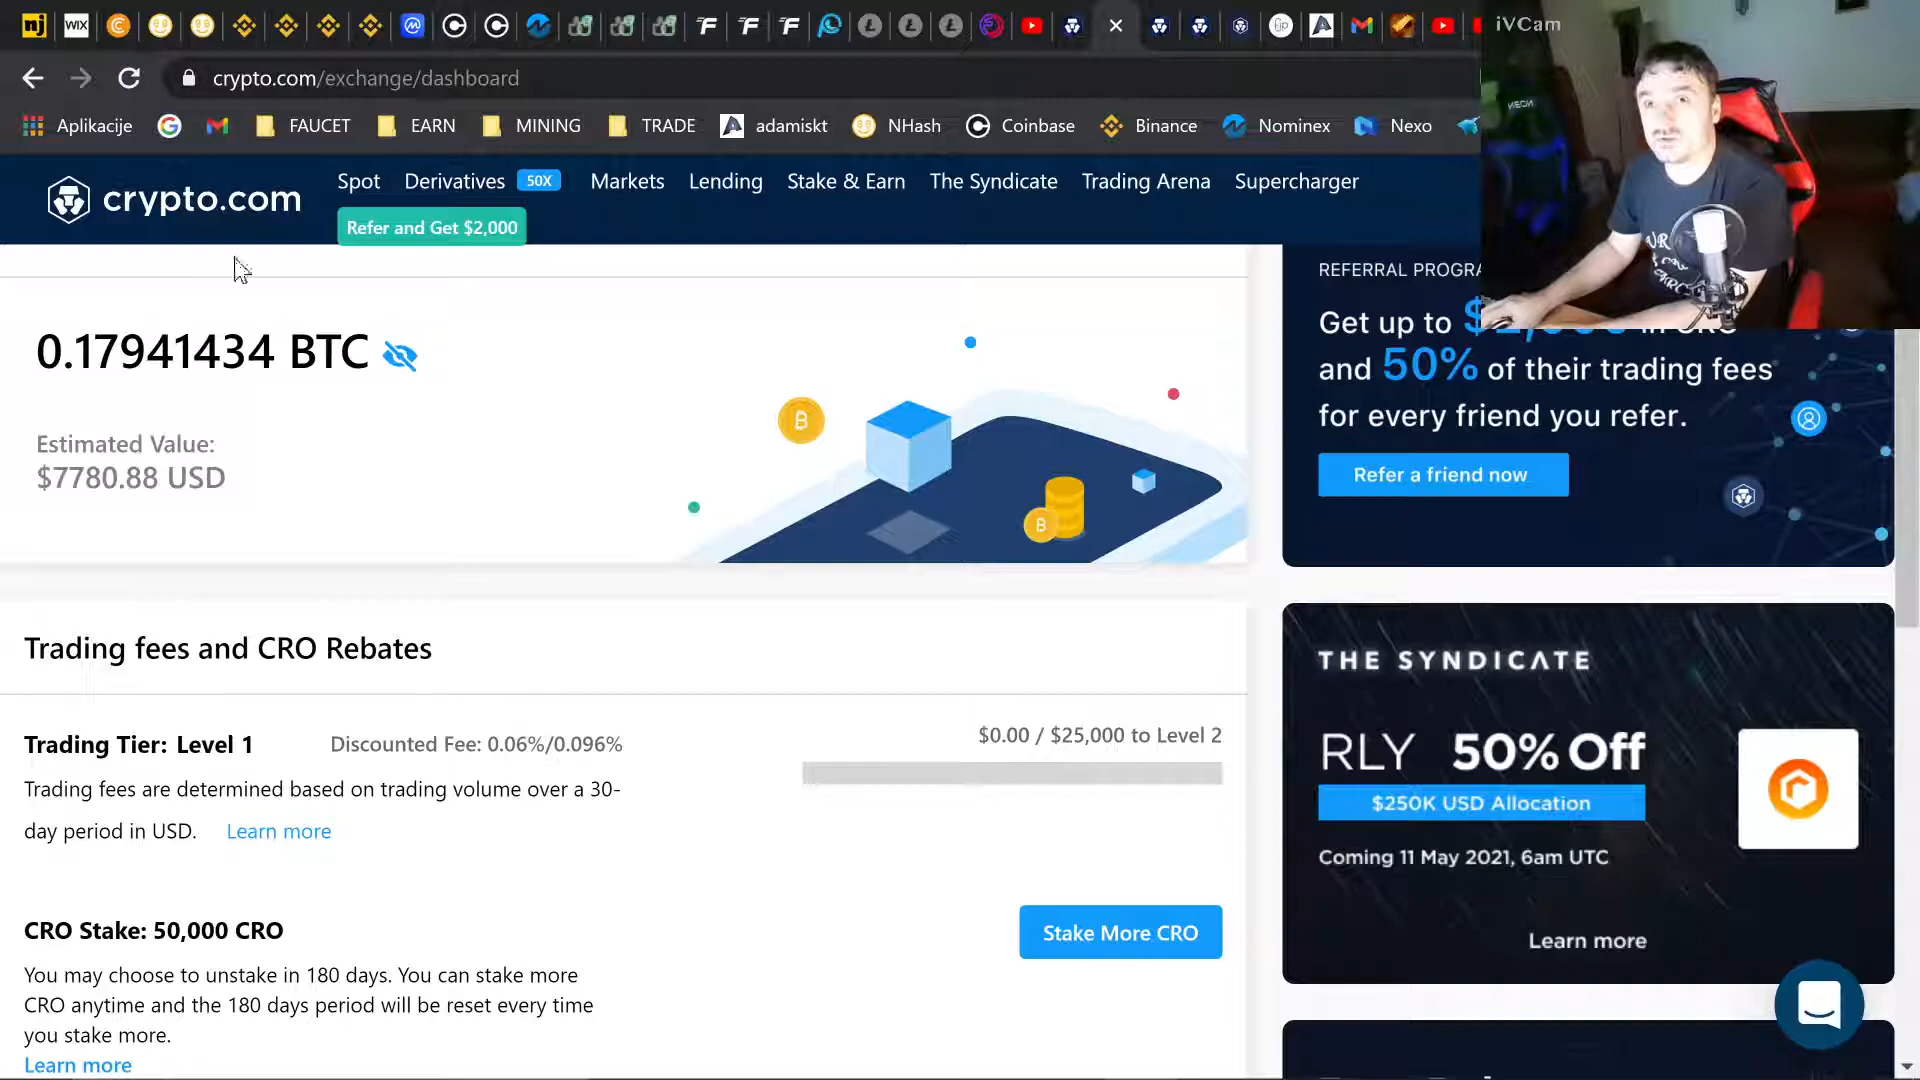 iVCam
crypto.com/exchange/dashboard
Aplikacije
FAUCET
EARN
MINING
TRADE
adamiskt
NHash
Coinbase
Binance
Nominex
Nexo
crypto.com
Spot
Derivatives
50X
Markets
Lending
Stake & Earn
The Syndicate
Trading Arena
Supercharger
Refer and Get $2,000
0.17941434 BTC
Estimated Value:
$7780.88 USD
Get up to
and 50% of their trading fees
for every friend you refer.
Refer a friend now
Trading fees and CRO Rebates
Trading Tier: Level 1
Discounted Fee: 0.06%/0.096%
$0.00 / $25,000 to Level 2
Trading fees are determined based on trading volume over a 30-
day period in USD. Learn more
CRO Stake: 50,000 CRO
Stake More CRO
You may choose to unstake in 180 days. You can stake more
CRO anytime and the 180 days period will be reset every time
you stake more.
Learn more
THE SYNDICATE
RLY 50% Off
$250K USD Allocation
Coming 11 May 2021, 6am UTC
Learn more